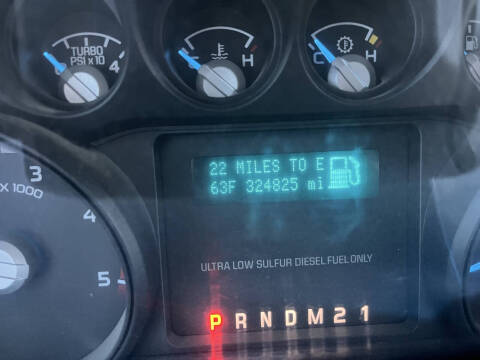 TURBO
PSI x 10 4
H
C H
22 MILES TO E
63F 324825 mi
3
X 1000
4
5
ULTRA LOW SULFUR DIESEL FUEL ONLY
P R N D M 2 1